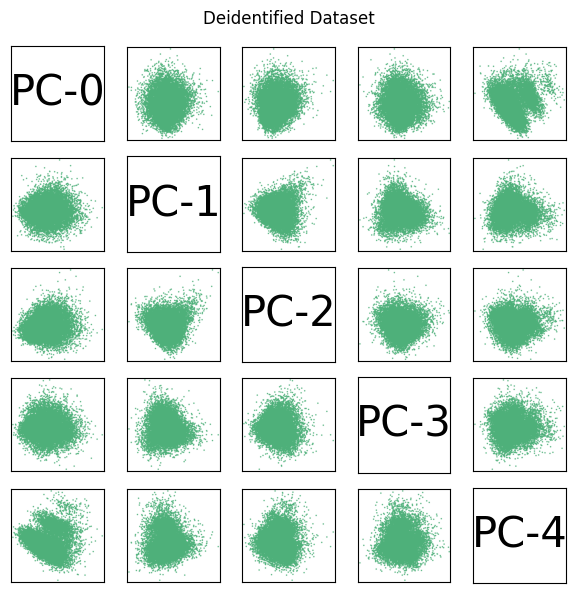 Deidentified Dataset
PC-0
PC-1
PC-2
PC-3
PC-4